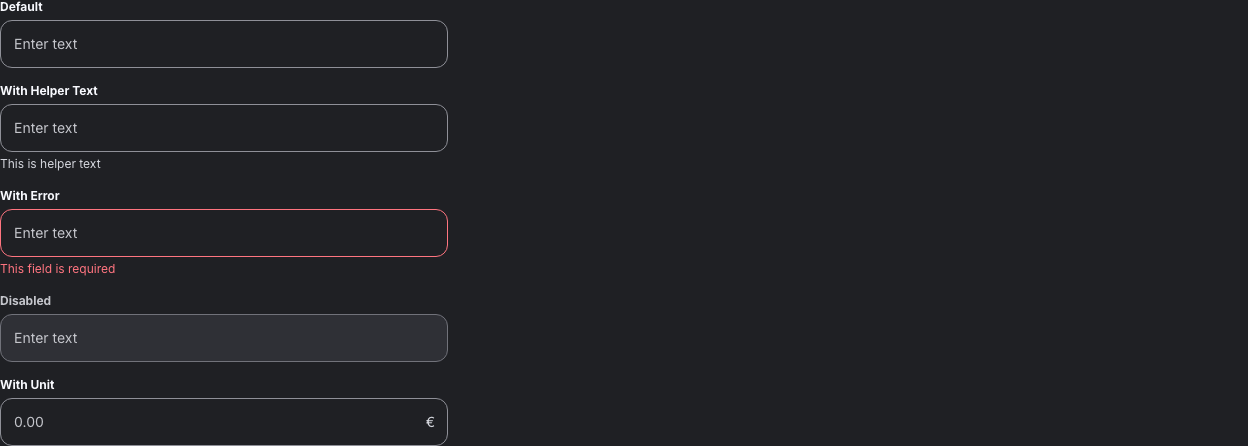 Default
Enter text
With Helper Text
Enter text
This is helper text
With Error
Enter text
This field is required
Disabled
Enter text
With Unit
0.00 €